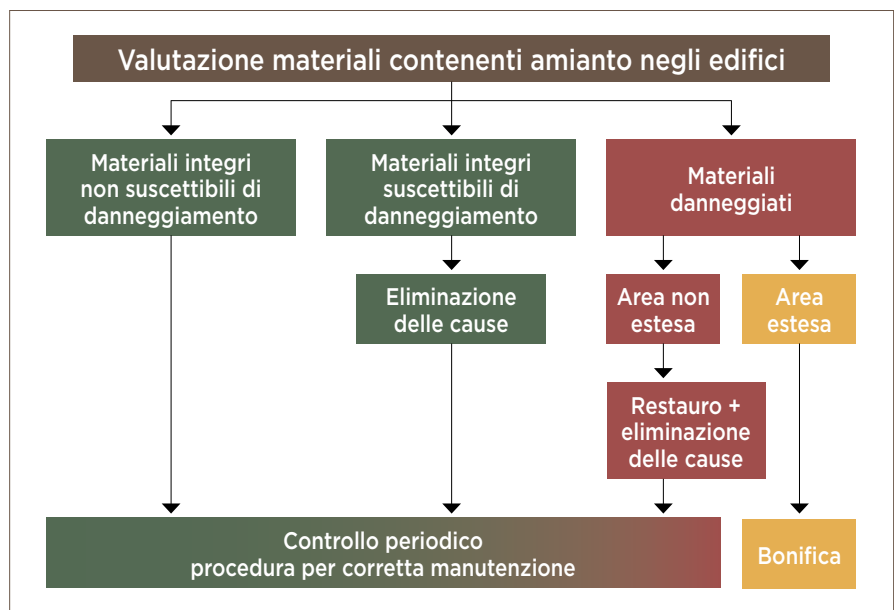 Valutazione materiali contenenti amianto negli edifici
Materiali integri
non suscettibili di
danneggiamento
Materiali integri
suscettibili di
danneggiamento
Materiali
danneggiati
Eliminazione
delle cause
Area non
estesa
Area
estesa
Restauro +
eliminazione
delle cause
Controllo periodico
procedura per corretta manutenzione
Bonifica